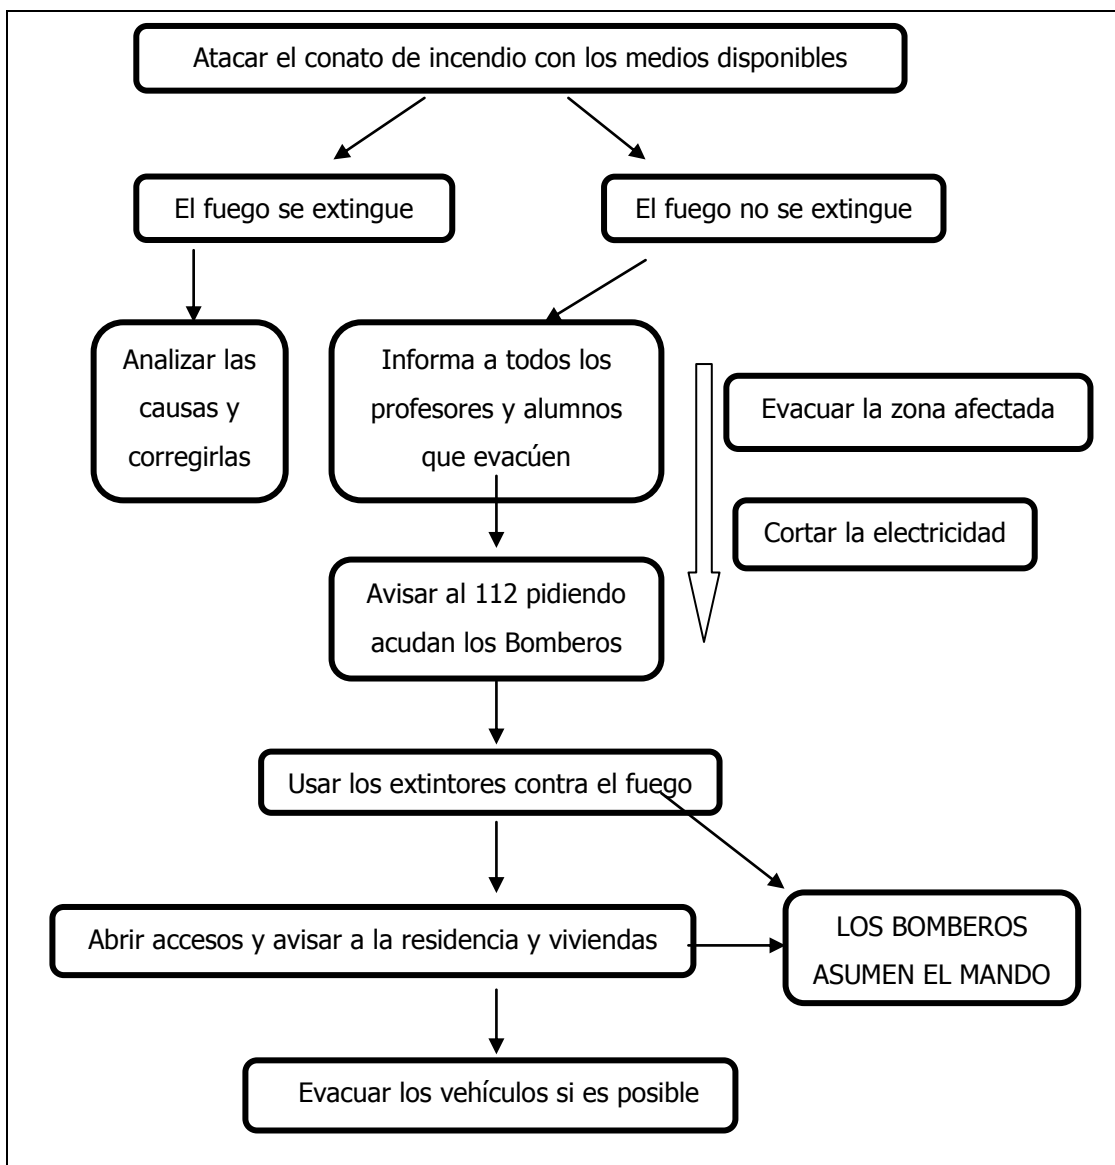 Atacar el conato de incendio con los medios disponibles
El fuego se extingue
El fuego no se extingue
Analizar las
causas y
corregirlas
Informa a todos los
profesores y alumnos
que evacúen
Evacuar la zona afectada
Cortar la electricidad
Avisar al 112 pidiendo
acudan los Bomberos
Usar los extintores contra el fuego
Abrir accesos y avisar a la residencia y viviendas
LOS BOMBEROS
ASUMEN EL MANDO
Evacuar los vehículos si es posible